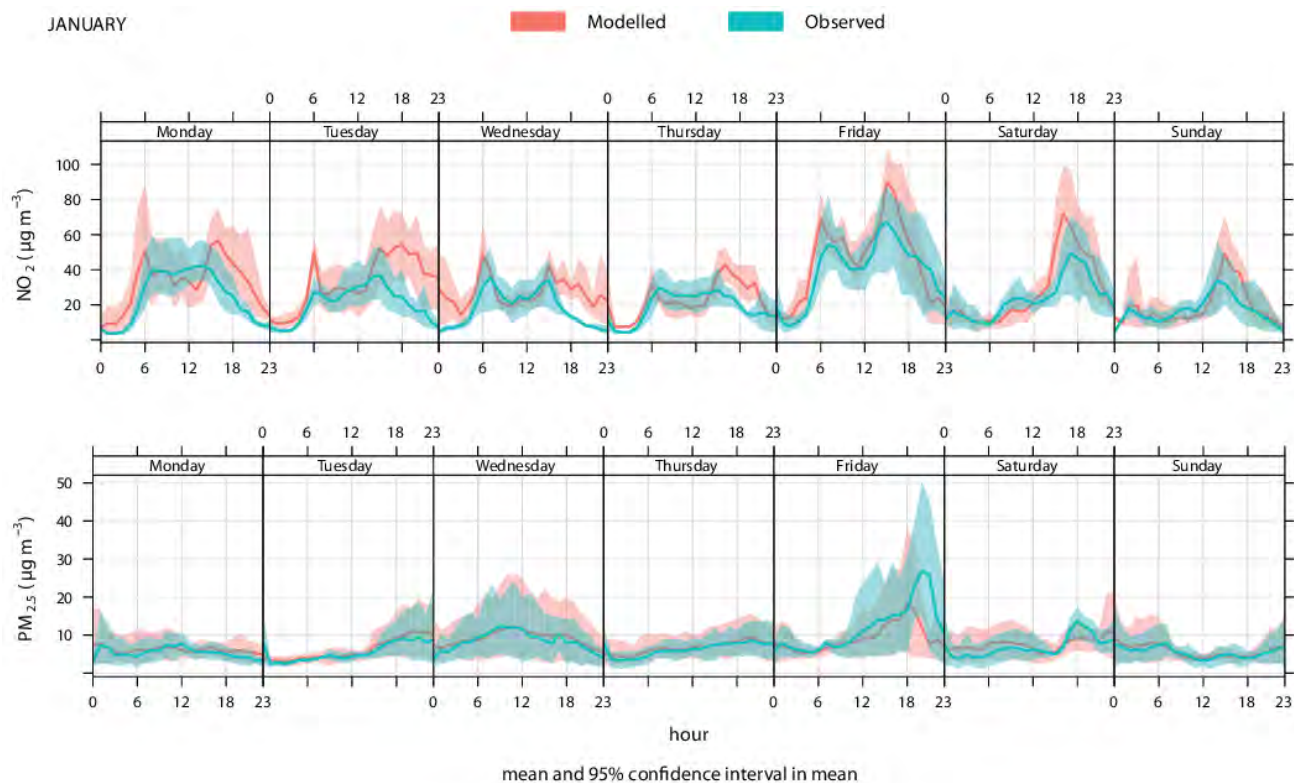 JANUARY
Modelled Observed
0 6 12 18 23 0 6 12 18 23 0 6 12 18 23
Monday Tuesday Wednesday Thursday Friday Saturday Sunday
NO2 (µg m−3)
100
80
60
40
20
0 6 12 18 23 0 6 12 18 23 0 6 12 18 23 0 6 12 18 23
0 6 12 18 23 0 6 12 18 23 0 6 12 18 23
Monday Tuesday Wednesday Thursday Friday Saturday Sunday
PM2.5 (µg m−3)
50
40
30
20
10
0 6 12 18 23 0 6 12 18 23 0 6 12 18 23 0 6 12 18 23
hour
mean and 95% confidence interval in mean